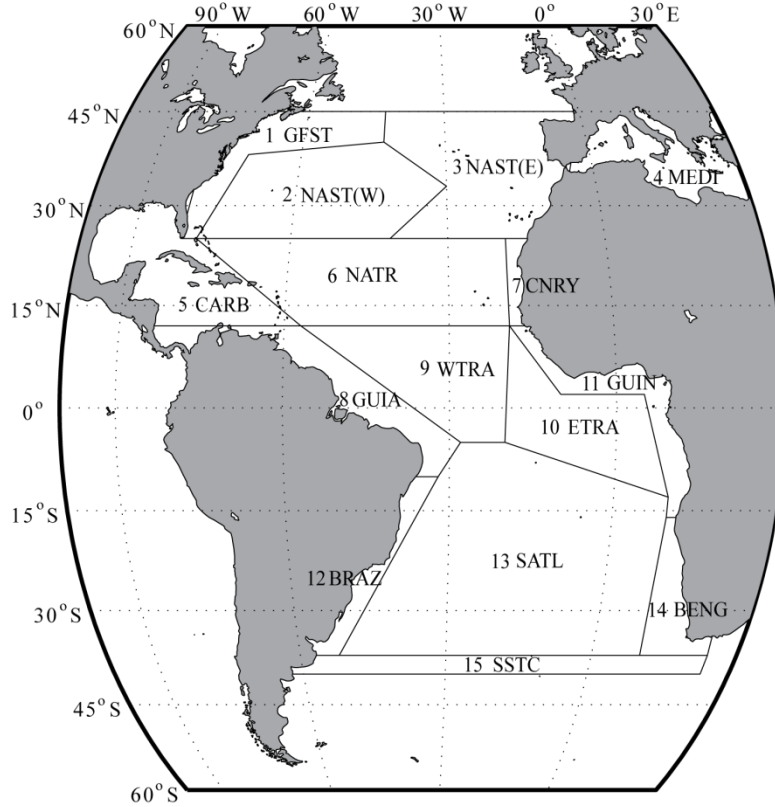 90°W 60°W 30°W 0° 30°E
60°N
45°N
1 GFST
3 NAST(E)
4 MEDI
2 NAST(W)
30°N
6 NATR
7 CNRY
5 CARB
15°N
9 WTRA
11 GUIN
8 GUIA
0°
10 ETRA
15°S
13 SATL
12 BRAZ
14 BENG
30°S
15 SSTC
45°S
60°S